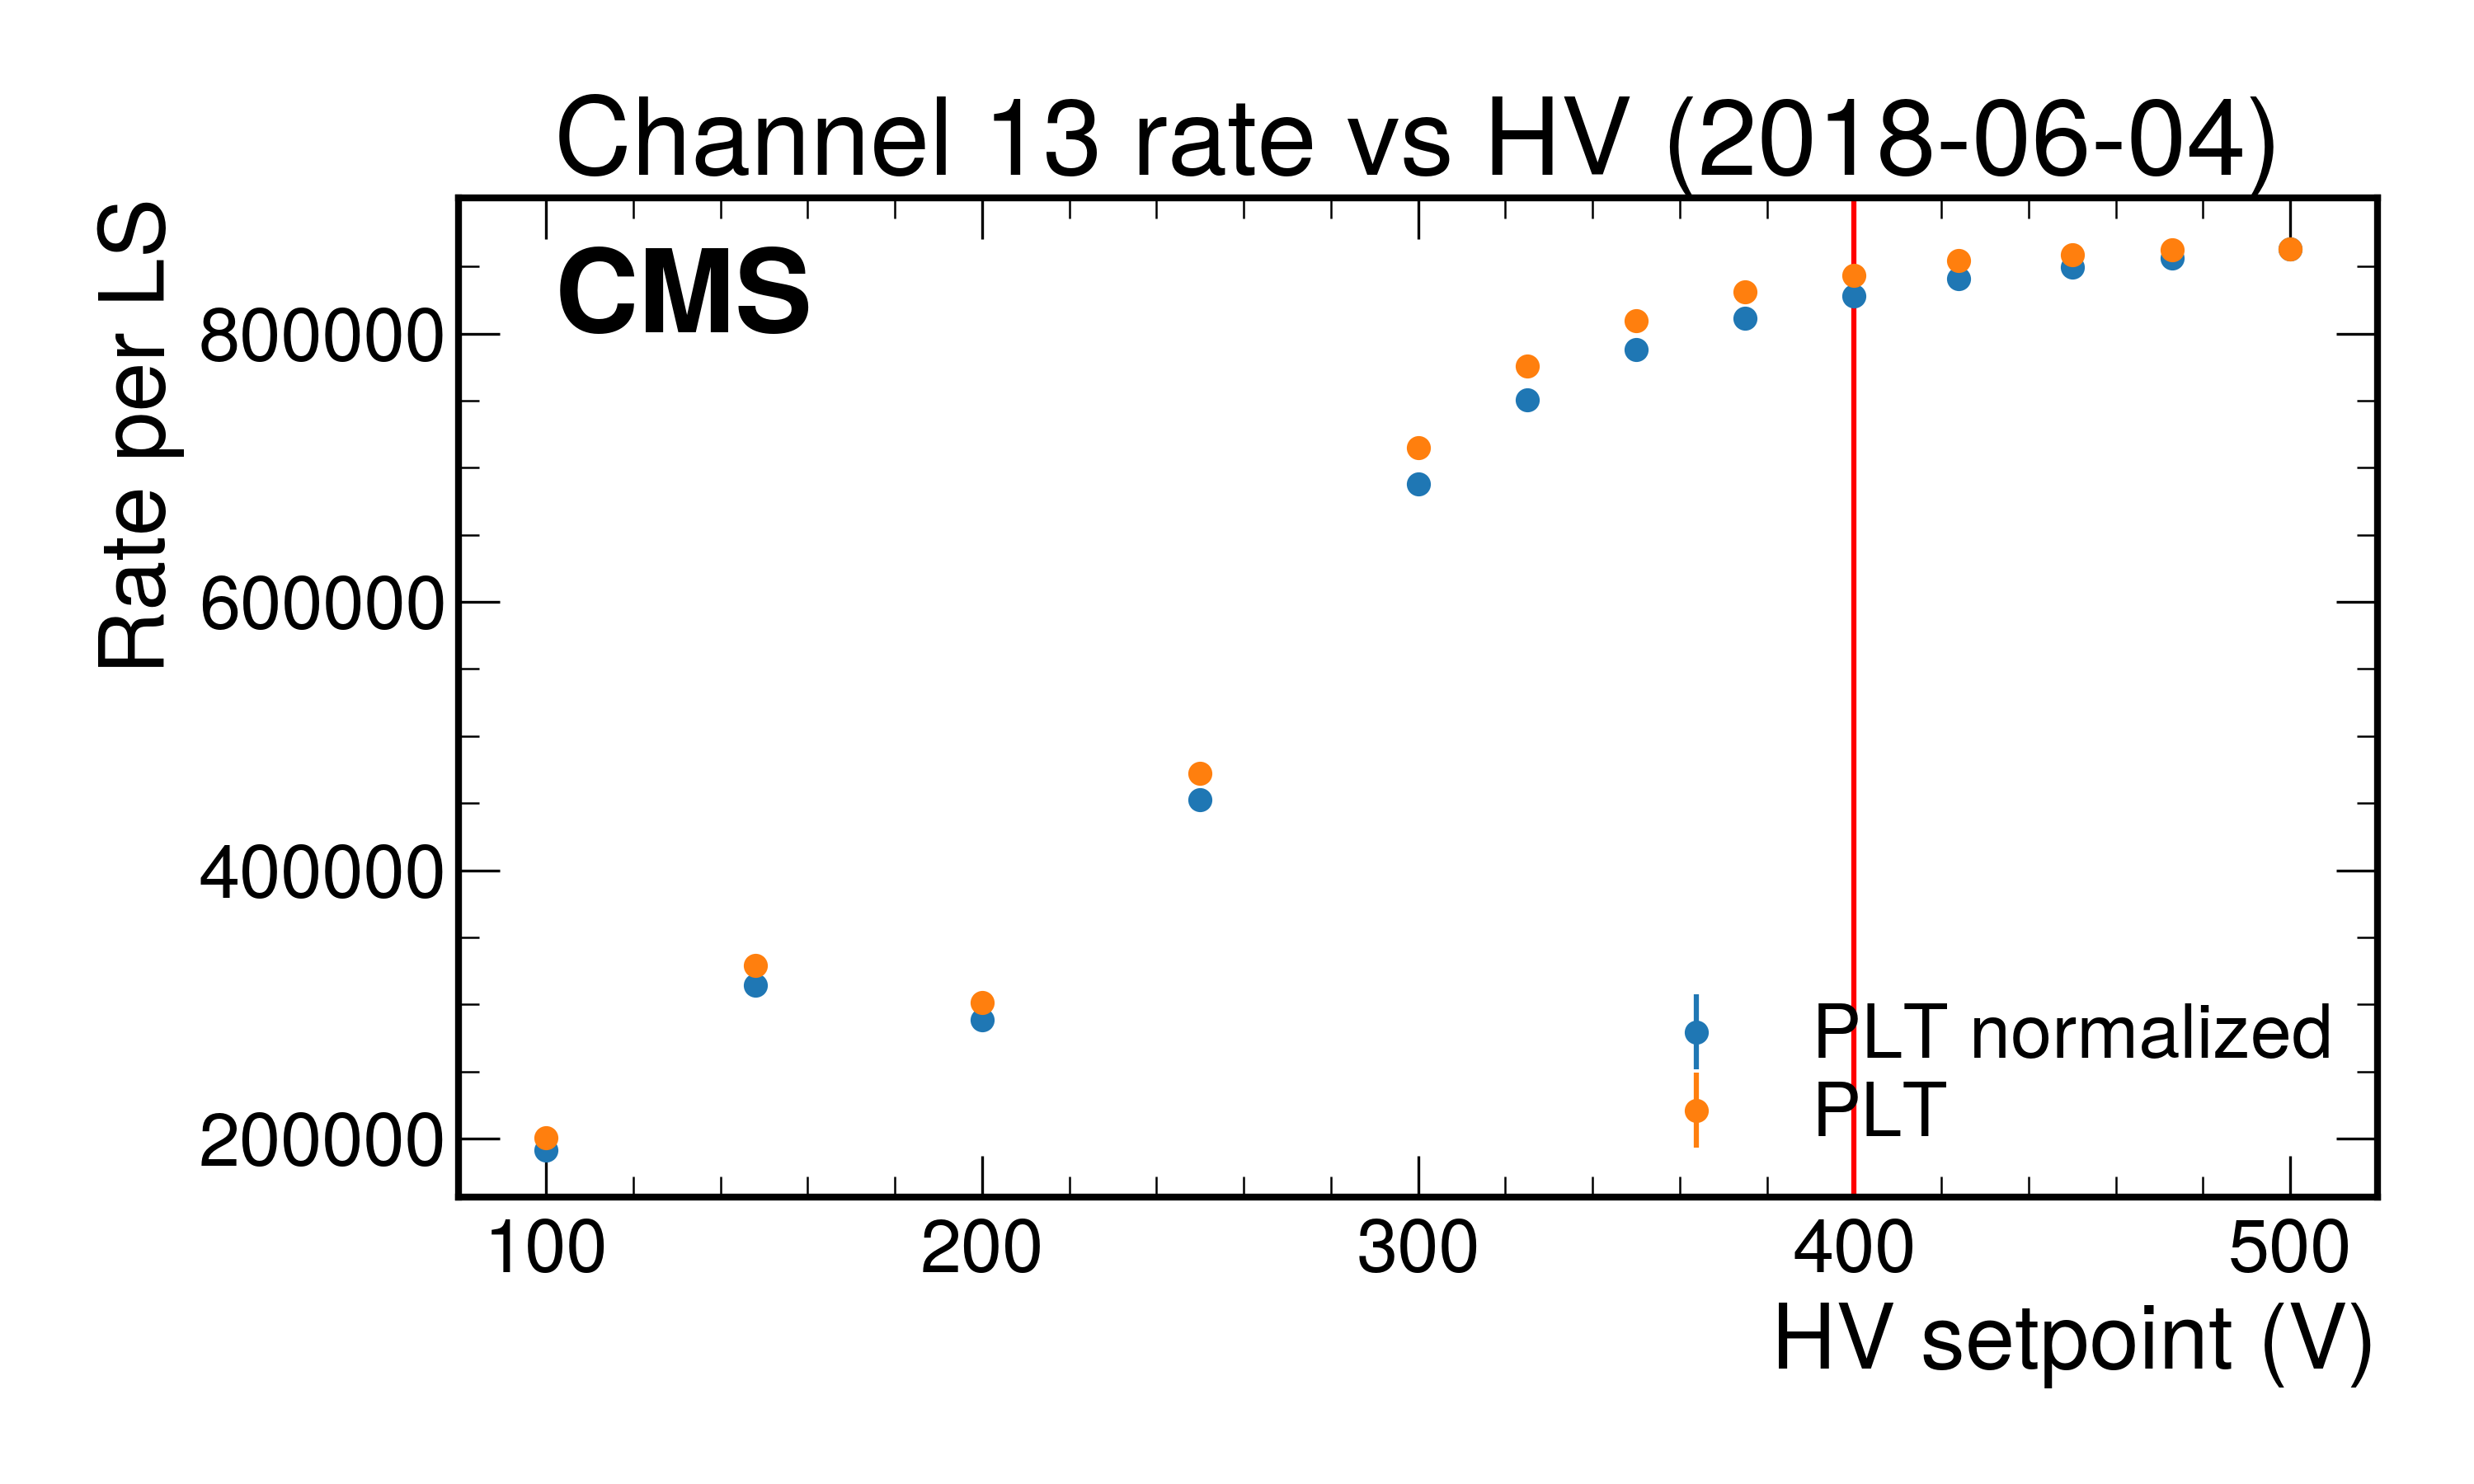 Channel 13 rate vs HV (2018-06-04)
CMS
Rate per LS
800000
600000
400000
200000
PLT normalized
PLT
100 200 300 400 500
HV setpoint (V)